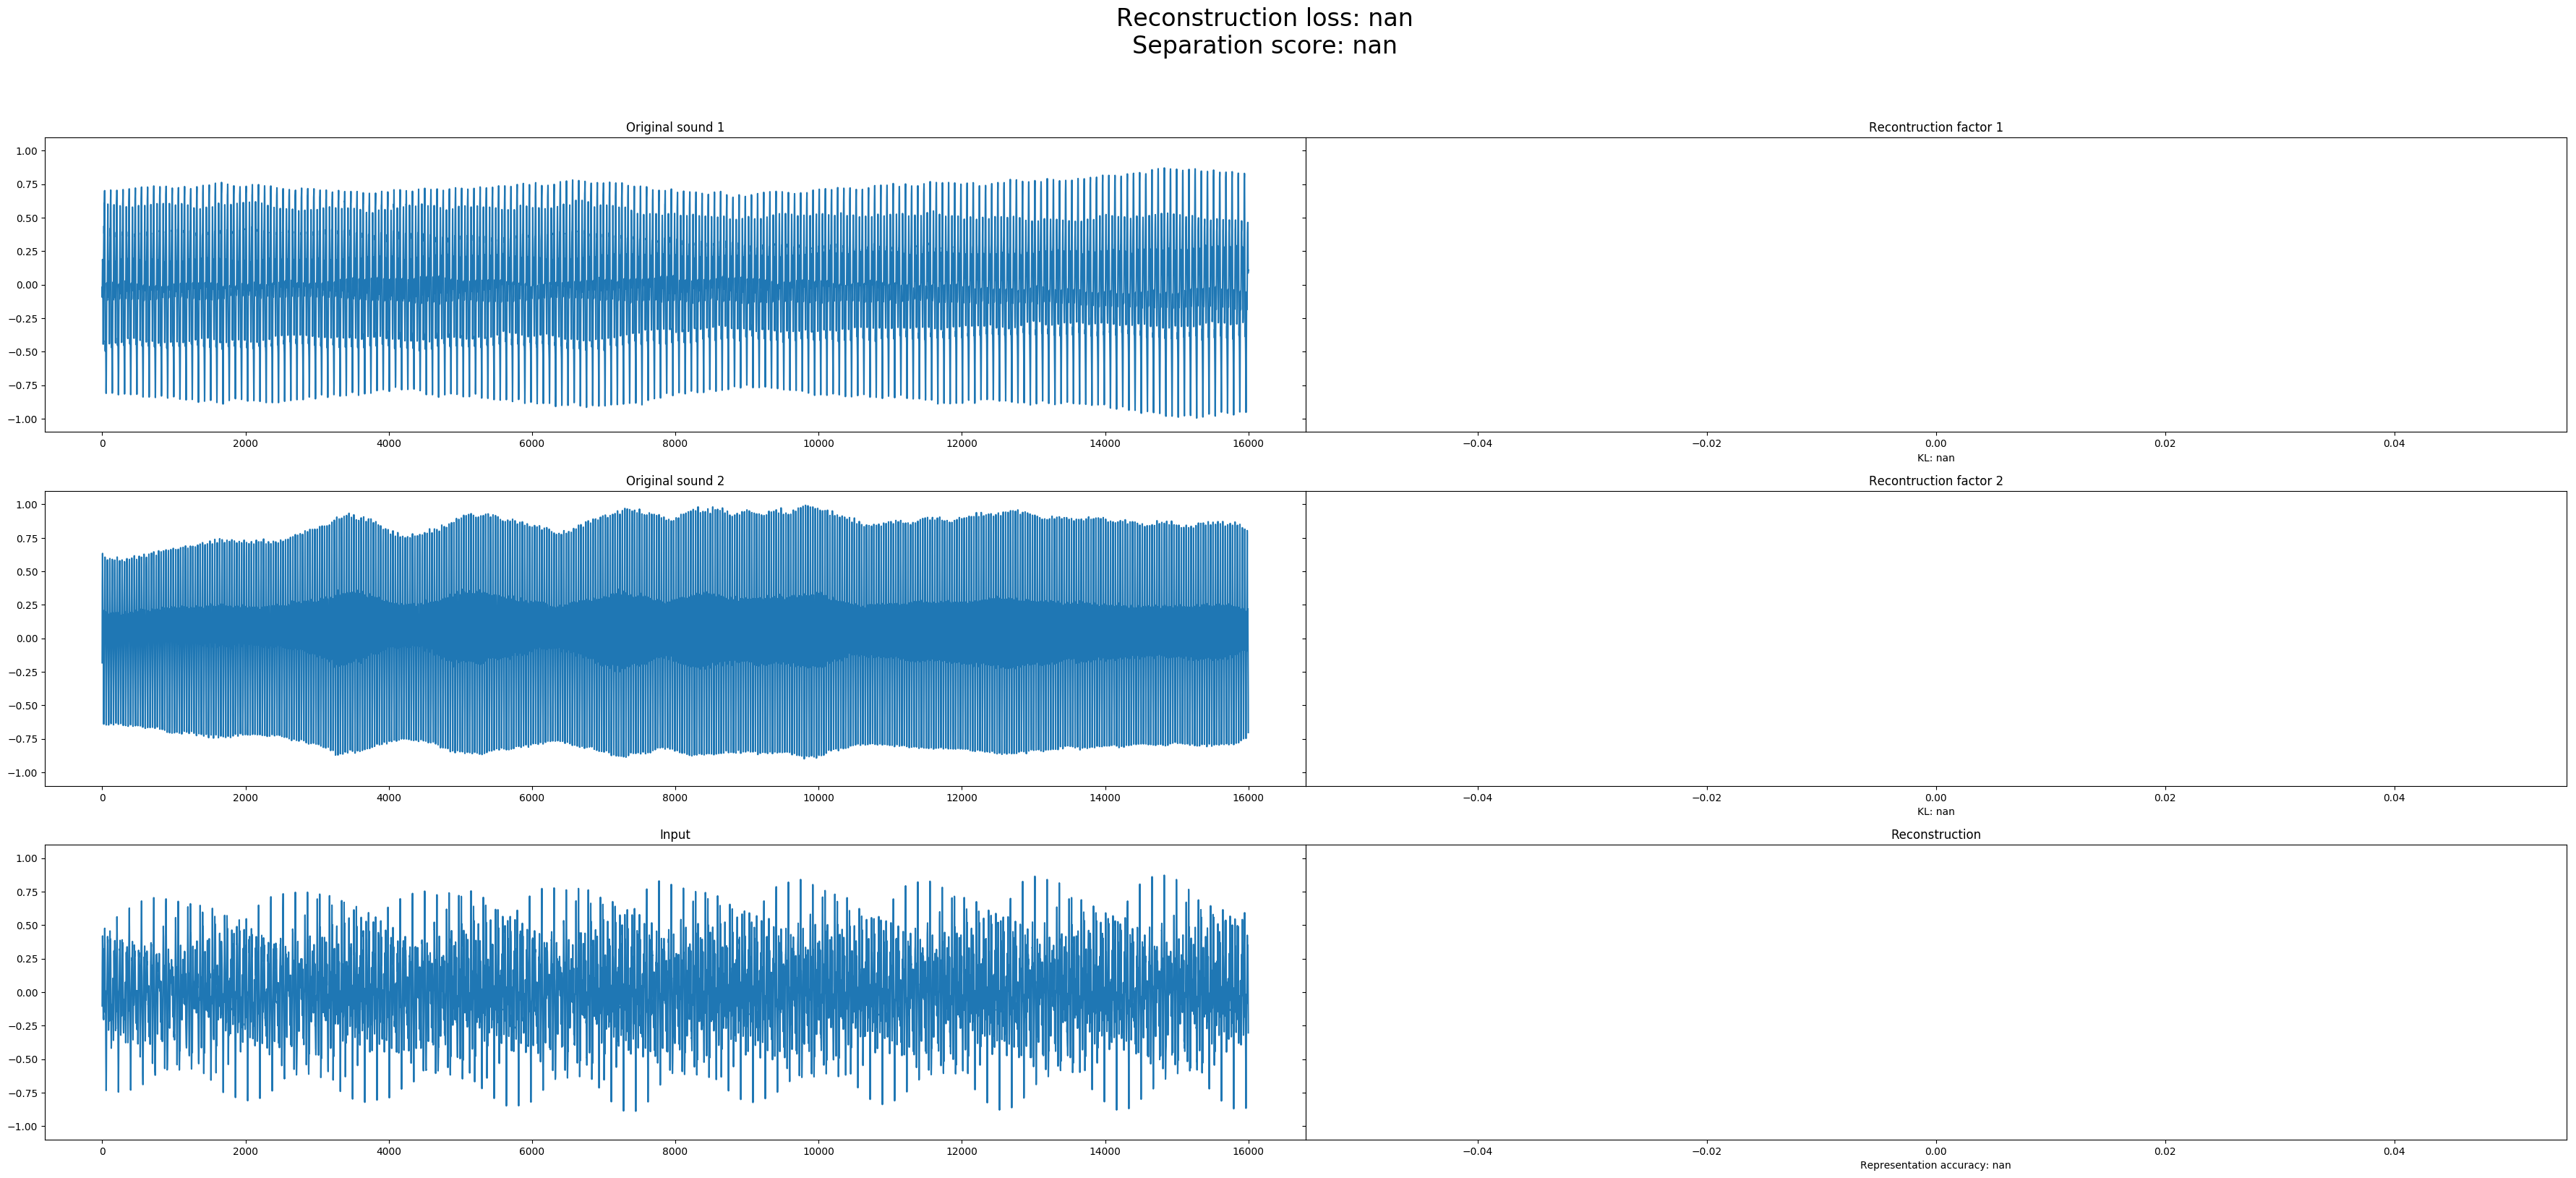 Reconstruction loss: nan
Separation score: nan
Original sound 1
Recontruction factor 1
1.00
0.75
0.50
0.25
0.00
−0.25
−0.50
−0.75
−1.00
0 2000 4000 6000 8000 10000 12000 14000 16000
−0.04 −0.02 0.00 0.02 0.04
KL: nan
Original sound 2
Recontruction factor 2
1.00
0.75
0.50
0.25
0.00
−0.25
−0.50
−0.75
−1.00
0 2000 4000 6000 8000 10000 12000 14000 16000
−0.04 −0.02 0.00 0.02 0.04
KL: nan
Input
Reconstruction
1.00
0.75
0.50
0.25
0.00
−0.25
−0.50
−0.75
−1.00
0 2000 4000 6000 8000 10000 12000 14000 16000
−0.04 −0.02 0.00 0.02 0.04
Representation accuracy: nan